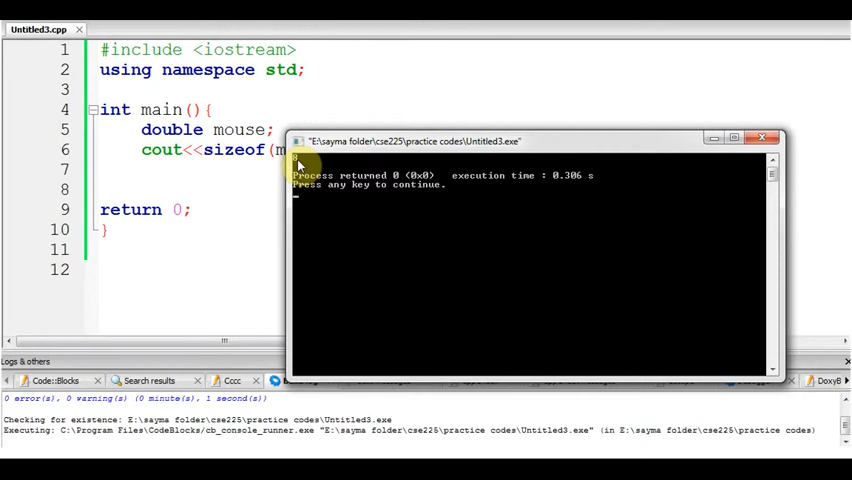 Untitled3.cpp
1 #include <iostream>
2 using namespace std;
3
4 int main(){
5 double mouse;
6 cout<<sizeof(m
7
8
9 return 0;
10 }
11
12
"E:\sayma folder\cse225\practice codes\Untitled3.exe"
8
Process returned 0 (0x0) execution time : 0.306 s
Press any key to continue.
Logs & others
Code::Blocks Search results Cccc DoxyB
0 error(s), 0 warning(s) (0 minute(s), 1 second(s))
Checking for existence: E:\sayma folder\cse225\practice codes\Untitled3.exe
Executing: C:\Program Files\CodeBlocks/cb_console_runner.exe "E:\sayma folder\cse225\practice codes\Untitled3.exe" (in E:\sayma folder\cse225\practice codes)